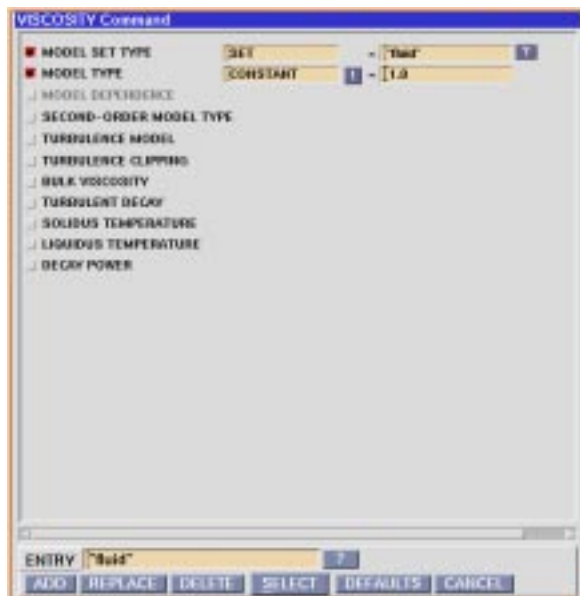 VISCOSITY Command
MODEL SET TYPE SET = "fluid" ?
MODEL TYPE CONSTANT = 1.0
MODEL DEPENDENCE
SECOND-ORDER MODEL TYPE
TURBULENCE MODEL
TURBULENCE CLIPPING
BULK VISCOSITY
TURBULENT DECAY
SOLIDUS TEMPERATURE
LIQUIDUS TEMPERATURE
DECAY POWER
ENTRY "fluid" ?
ADD REPLACE DELETE SELECT DEFAULTS CANCEL